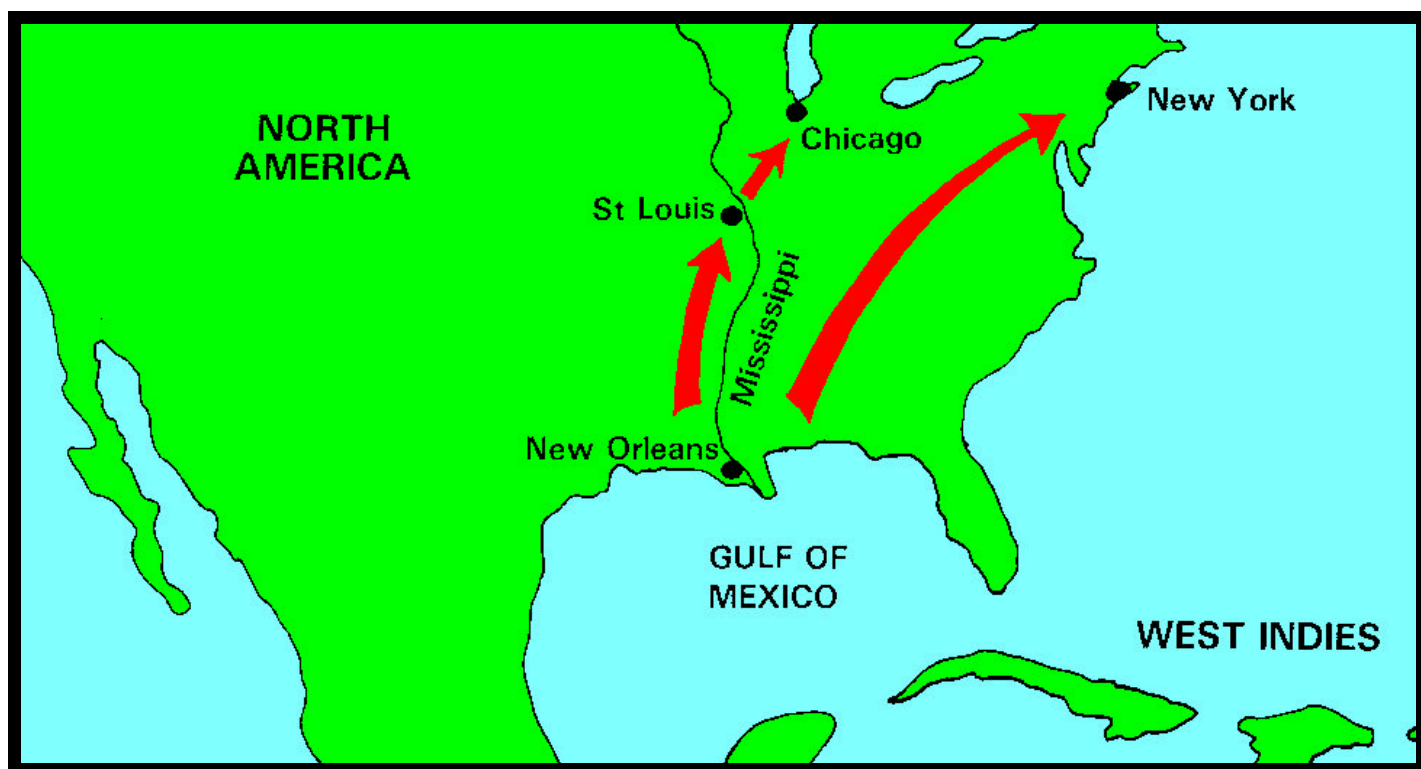 NORTH
AMERICA
New York
Chicago
St Louis
Mississippi
New Orleans
GULF OF
MEXICO
WEST INDIES